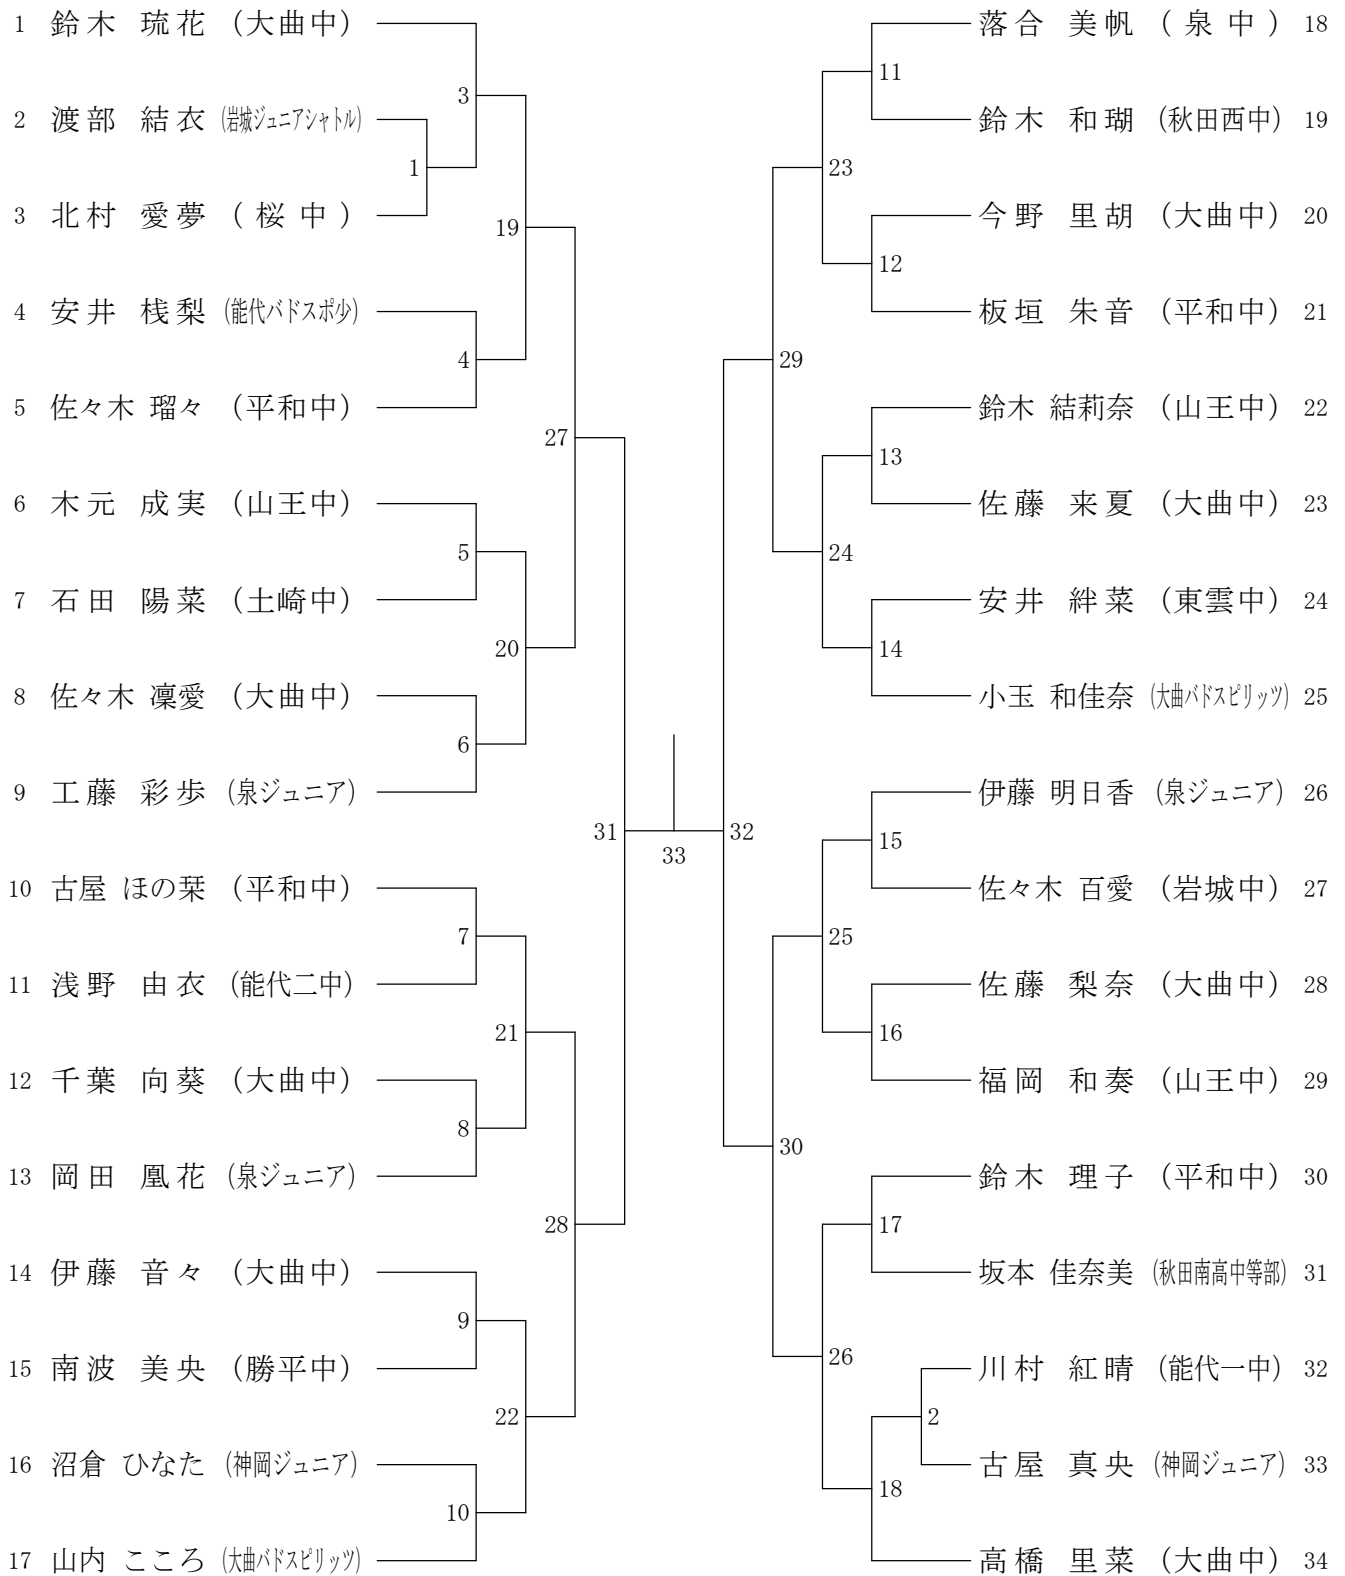 1 鈴木 琉花 (大曲中)
2 渡部 結衣 (岩城ジュニアシャトル)
3 北村 愛夢 (桜中)
4 安井 桟梨 (能代バドスポ少)
5 佐々木 瑠々 (平和中)
6 木元 成実 (山王中)
7 石田 陽菜 (土崎中)
8 佐々木 凜愛 (大曲中)
9 工藤 彩歩 (泉ジュニア)
10 古屋 ほの栞 (平和中)
11 浅野 由衣 (能代二中)
12 千葉 向葵 (大曲中)
13 岡田 凰花 (泉ジュニア)
14 伊藤 音々 (大曲中)
15 南波 美央 (勝平中)
16 沼倉 ひなた (神岡ジュニア)
17 山内 こころ (大曲バドスピリッツ)
1
3
4
5
6
7
8
9
10
19
20
21
22
27
28
31
33
32
29
30
23
24
25
26
11
12
13
14
15
16
17
18
2
落合 美帆 (泉中) 18
鈴木 和瑚 (秋田西中) 19
今野 里胡 (大曲中) 20
板垣 朱音 (平和中) 21
鈴木 結莉奈 (山王中) 22
佐藤 来夏 (大曲中) 23
安井 絆菜 (東雲中) 24
小玉 和佳奈 (大曲バドスピリッツ) 25
伊藤 明日香 (泉ジュニア) 26
佐々木 百愛 (岩城中) 27
佐藤 梨奈 (大曲中) 28
福岡 和奏 (山王中) 29
鈴木 理子 (平和中) 30
坂本 佳奈美 (秋田南高中等部) 31
川村 紅晴 (能代一中) 32
古屋 真央 (神岡ジュニア) 33
高橋 里菜 (大曲中) 34